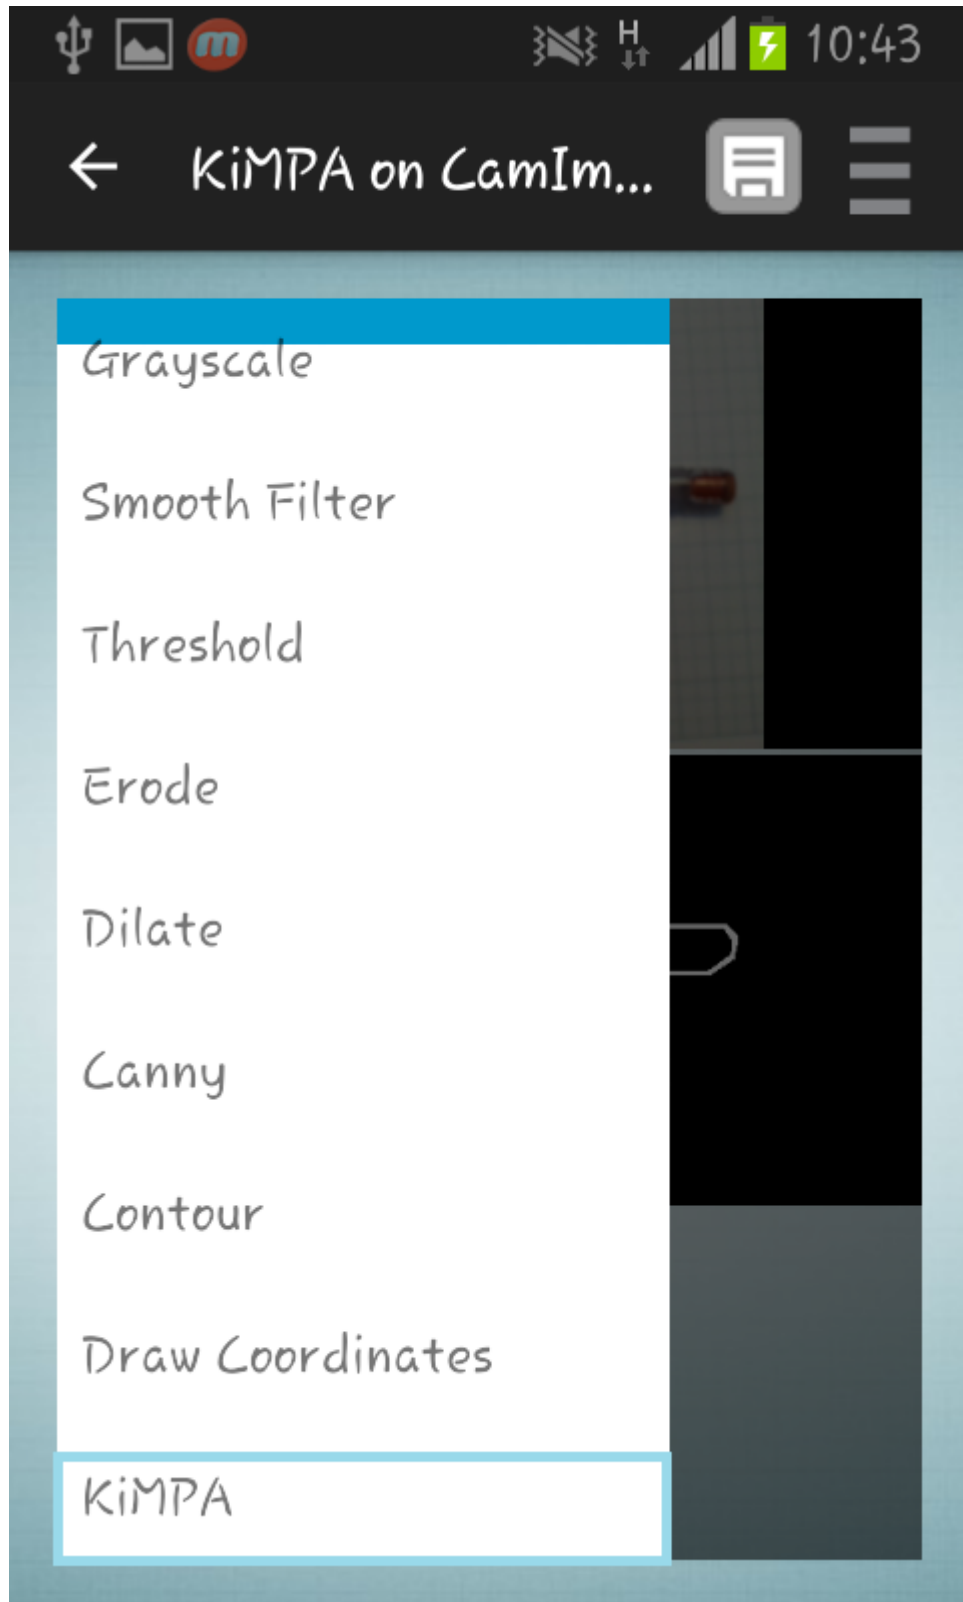 m H 10:43
KiMPA on CamIm...
Grayscale
Smooth Filter
Threshold
Erode
Dilate
Canny
Contour
Draw Coordinates
KiMPA